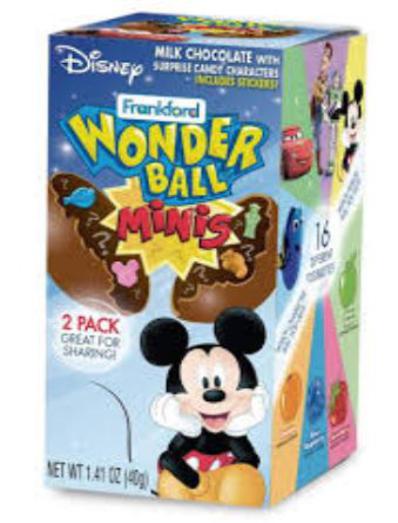 Disney
MILK CHOCOLATE WITH
SURPRISE CANDY CHARACTERS
INCLUDES STICKERS!
Frankford
WONDER
BALL
MINIS
2 PACK
GREAT FOR
SHARING!
NET WT 1.41 OZ (40g)
16
DIFFERENT